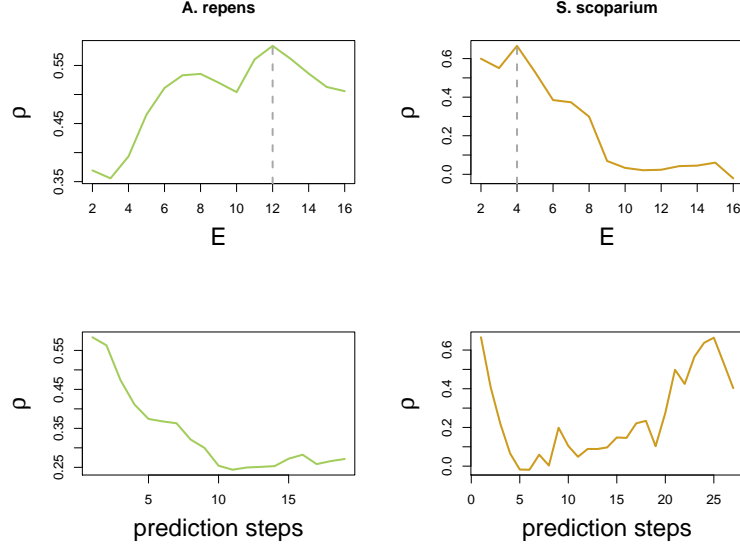 A. repens
S. scoparium
ρ
0.35
0.45
0.55
2 4 6 8 10 12 14 16
E
ρ
0.0
0.2
0.4
0.6
2 4 6 8 10 12 14 16
E
ρ
0.25
0.35
0.45
0.55
5 10 15
prediction steps
ρ
0.0
0.2
0.4
0.6
0 5 10 15 20 25
prediction steps